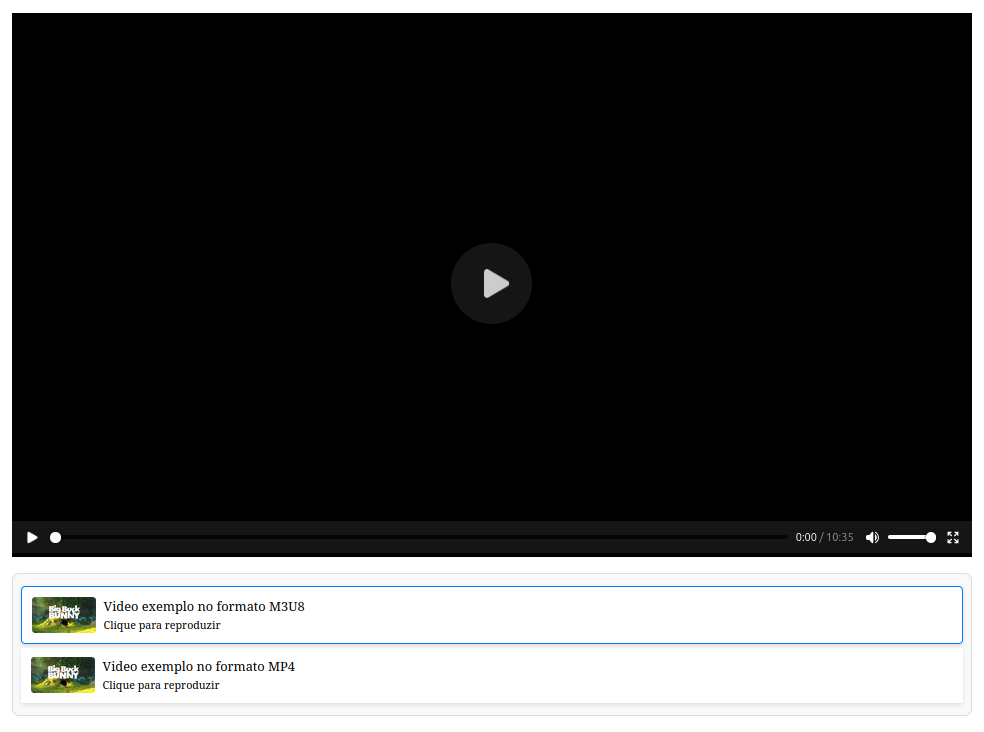 0:00 / 10:35
Big Buck
BUNNY
Video exemplo no formato M3U8
Clique para reproduzir
Big Buck
BUNNY
Video exemplo no formato MP4
Clique para reproduzir